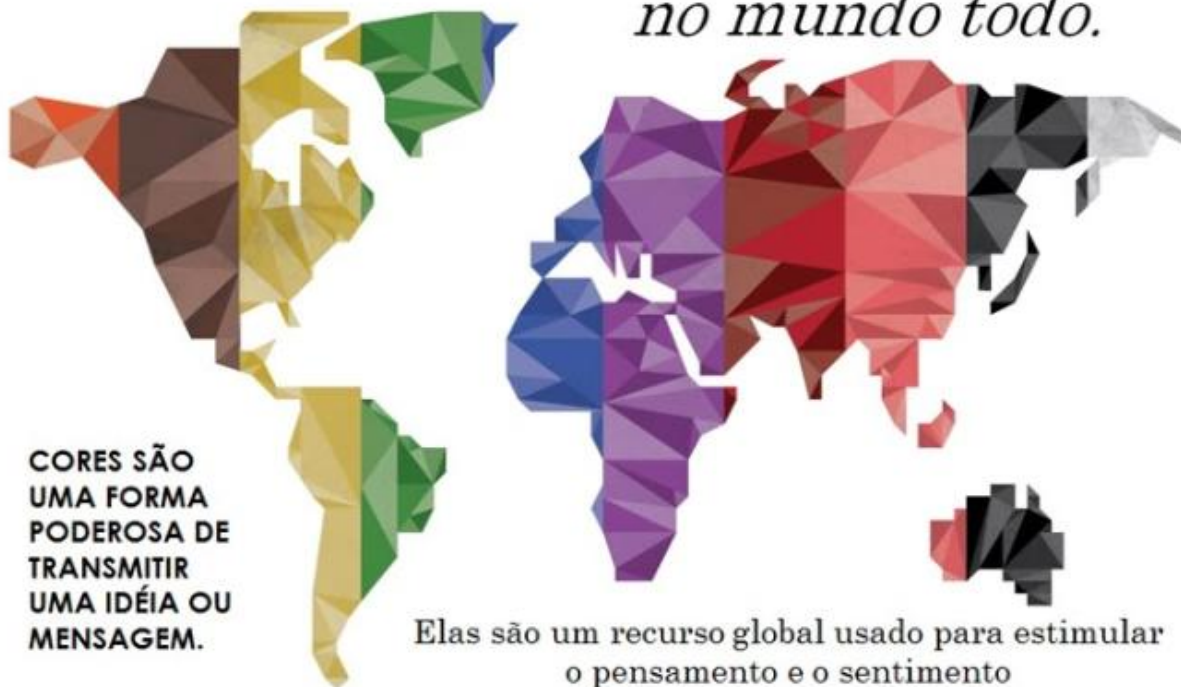 no mundo todo.
CORES SÃO
UMA FORMA
PODEROSA DE
TRANSMITIR
UMA IDÉIA OU
MENSAGEM.
Elas são um recurso global usado para estimular
o pensamento e o sentimento